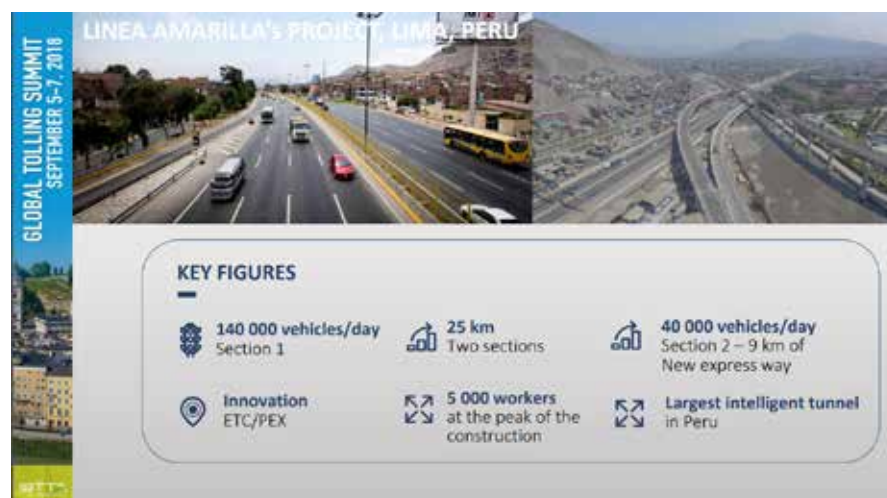 LINEA AMARILLA's PROJECT, LIMA, PERU
GLOBAL TOLLING SUMMIT
SEPTEMBER 5-7, 2018
KEY FIGURES
140 000 vehicles/day
Section 1
25 km
Two sections
40 000 vehicles/day
Section 2 – 9 km of
New express way
Innovation
ETC/PEX
5 000 workers
at the peak of the
construction
Largest intelligent tunnel
in Peru